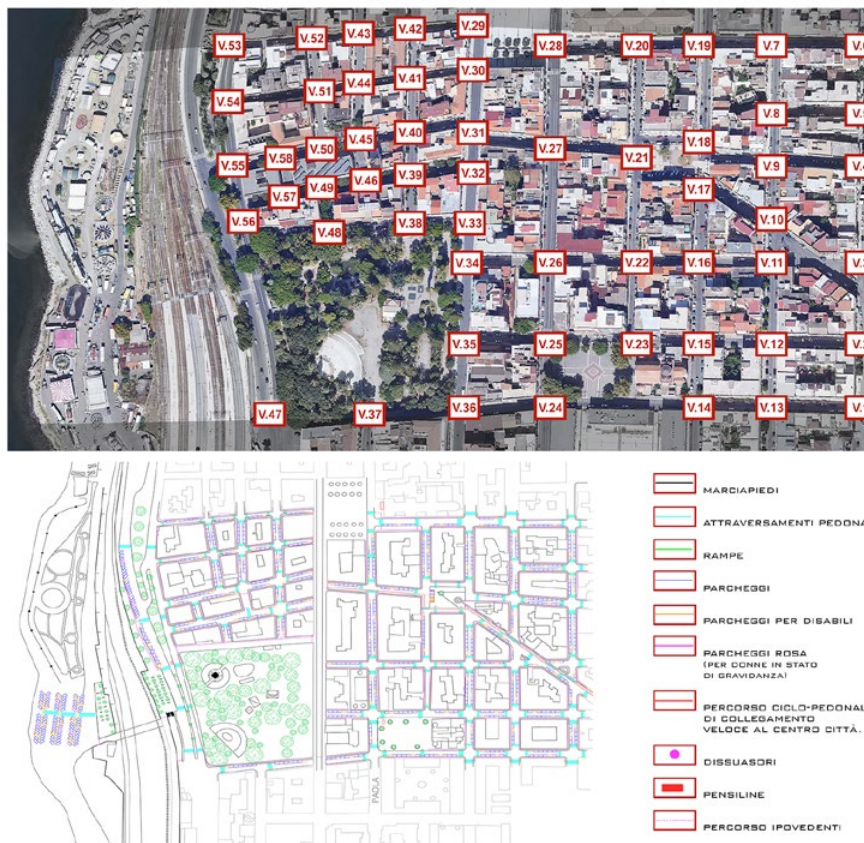 V.29
V.53 V.52 V.43 V.42 V.28 V.20 V.19 V.7
V.54 V.51 V.44 V.41 V.30 V.8
V.55 V.58 V.50 V.45 V.40 V.31 V.27 V.21 V.18 V.9
V.57 V.49 V.46 V.39 V.32 V.17
V.56 V.48 V.38 V.33 V.10
V.34 V.26 V.22 V.16 V.11
V.35 V.25 V.23 V.15 V.12
V.47 V.37 V.36 V.24 V.14 V.13
PAOLA
MARCIAPIEDI
ATTRAVERSAMENTI PEDONA
RAMPE
PARCHEGGI
PARCHEGGI PER DISABILI
PARCHEGGI ROSA
(PER DONNE IN STATO
DI GRAVIDANZA)
PERCORSO CICLO-PEDONAL
DI COLLEGAMENTO
VELOCE AL CENTRO CITTÀ.
DISSUASORI
PENSILINE
PERCORSO IPOVEDENTI